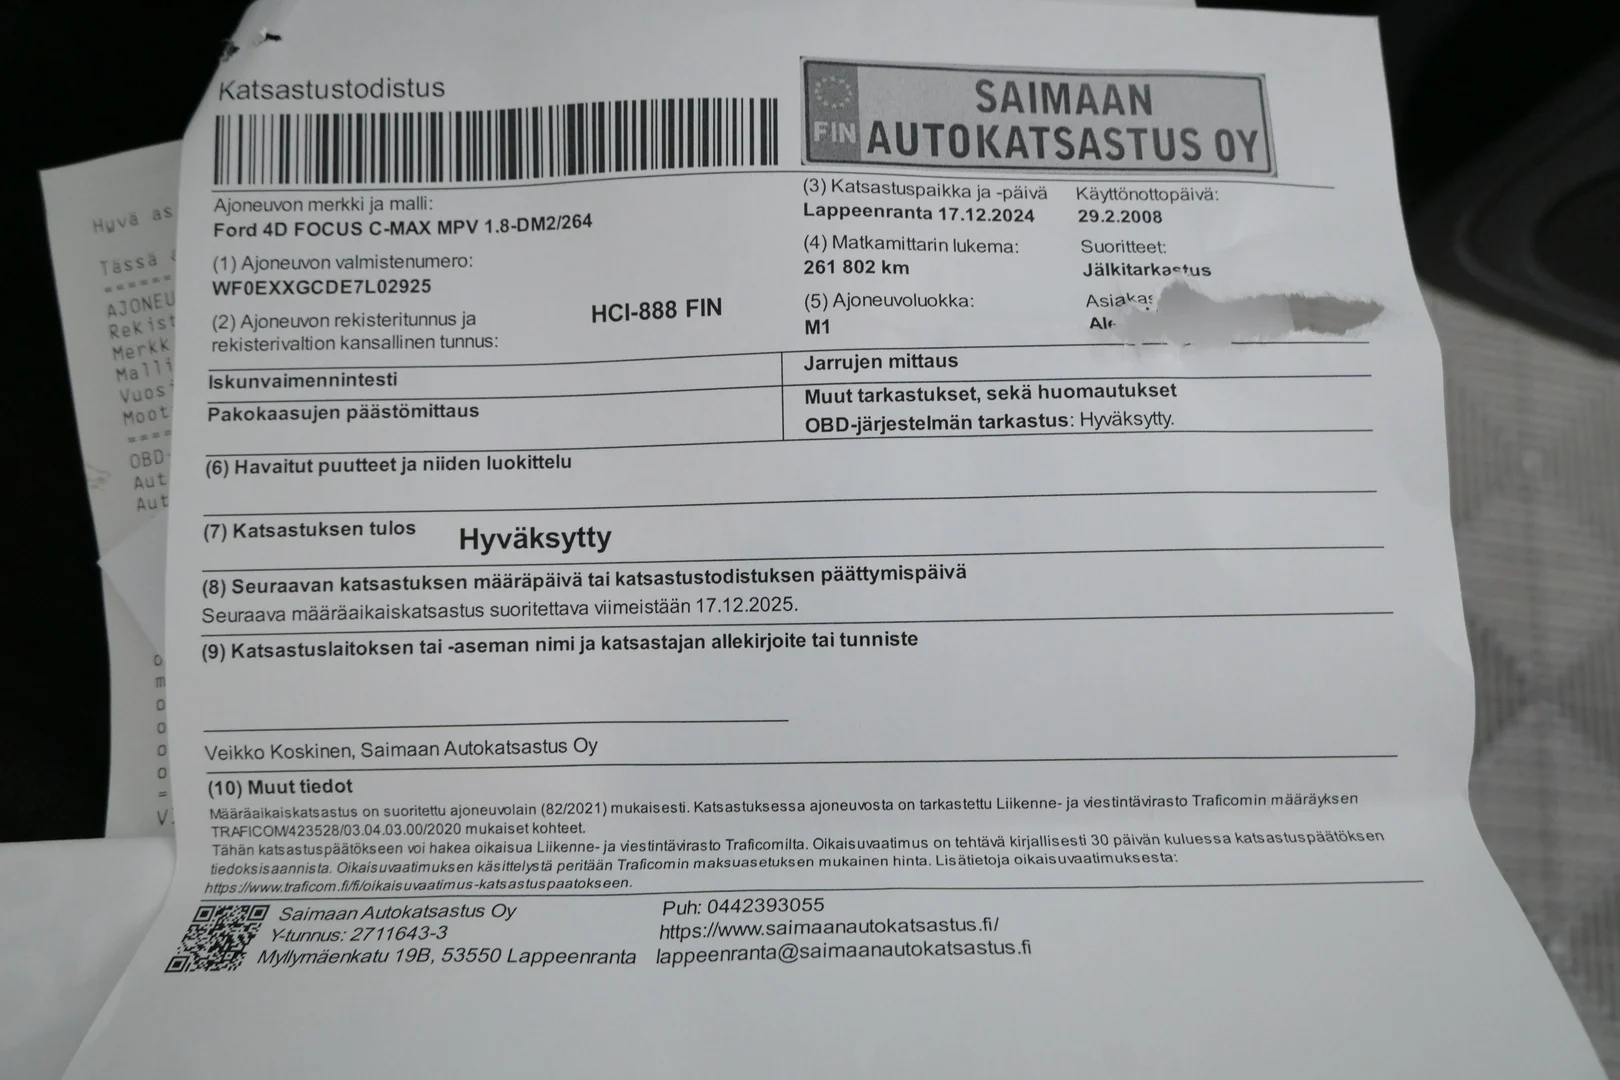 Katsastustodistus
FIN
SAIMAAN
AUTOKATSASTUS OY
Ajoneuvon merkki ja malli:
Ford 4D FOCUS C-MAX MPV 1.8-DM2/264
(1) Ajoneuvon valmistenumero:
WF0EXXGCDE7L02925
(2) Ajoneuvon rekisteritunnus ja
rekisterivaltion kansallinen tunnus:
HCI-888 FIN
(3) Katsastuspaikka ja -päivä
Lappeenranta 17.12.2024
(4) Matkamittarin lukema:
261 802 km
(5) Ajoneuvoluokka:
M1
Käyttönottopäivä:
29.2.2008
Suoritteet:
Jälkitarkastus
Iskunvaimennintesti
Pakokaasujen päästömittaus
Jarrujen mittaus
Muut tarkastukset, sekä huomautukset
OBD-järjestelmän tarkastus: Hyväksytty.
(6) Havaitut puutteet ja niiden luokittelu
(7) Katsastuksen tulos Hyväksytty
(8) Seuraavan katsastuksen määräpäivä tai katsastustodistuksen päättymispäivä
Seuraava määräaikaiskatsastus suoritettava viimeistään 17.12.2025.
(9) Katsastuslaitoksen tai -aseman nimi ja katsastajan allekirjoite tai tunniste
Veikko Koskinen, Saimaan Autokatsastus Oy
(10) Muut tiedot
Määräaikaiskatsastus on suoritettu ajoneuvolain (82/2021) mukaisesti. Katsastuksessa ajoneuvosta on tarkastettu Liikenne- ja viestintävirasto Traficomin määräyksen
TRAFICOM/423528/03.04.03.00/2020 mukaiset kohteet.
Tähän katsastuspäätökseen voi hakea oikaisua Liikenne- ja viestintävirasto Traficomilta. Oikaisuvaatimus on tehtävä kirjallisesti 30 päivän kuluessa katsastuspäätöksen
tiedoksisaannista. Oikaisuvaatimuksen käsittelystä peritään Traficomin maksuasetuksen mukainen hinta. Lisätietoja oikaisuvaatimuksesta:
https://www.traficom.fi/fi/oikaisuvaatimus-katsastuspaatokseen.
Saimaan Autokatsastus Oy
Y-tunnus: 2711643-3
Myllymäenkatu 19B, 53550 Lappeenranta
Puh: 0442393055
https://www.saimaanautokatsastus.fi/
lappeenranta@saimaanautokatsastus.fi
Hyvä
Tässä